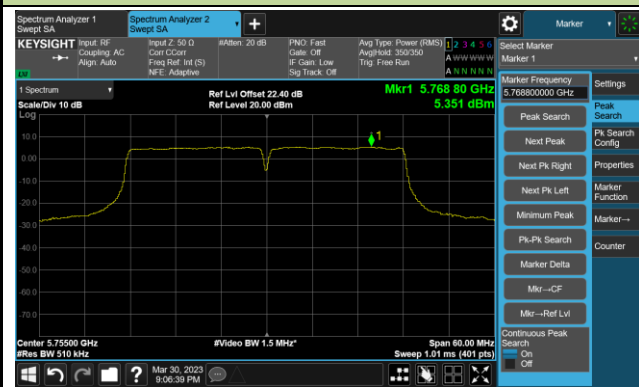 Spectrum Analyzer 1
Swept SA
Spectrum Analyzer 2
Swept SA
Marker
KEYSIGHT
Input: RF
Coupling: AC
Align: Auto
Input Z: 50 Ω
Corr CCorr
Freq Ref: Int (S)
NFE: Adaptive
#Atten: 20 dB
PNO: Fast
Gate: Off
IF Gain: Low
Sig Track: Off
Avg Type: Power (RMS)
Avg|Hold: 350/350
Trig: Free Run
1 2 3 4 5 6
A W W W W W
A N N N N N
LXI
Select Marker
Marker 1
1 Spectrum
Scale/Div 10 dB
Log
Ref Lvl Offset 22.40 dB
Ref Level 20.00 dBm
Mkr1 5.768 80 GHz
5.351 dBm
1
10.0
0.00
-10.0
-20.0
-30.0
-40.0
-50.0
-60.0
-70.0
Center 5.75500 GHz
#Res BW 510 kHz
#Video BW 1.5 MHz*
Span 60.00 MHz
Sweep 1.01 ms (401 pts)
Marker Frequency
5.768800000 GHz
Peak Search
Next Peak
Next Pk Right
Next Pk Left
Minimum Peak
Pk-Pk Search
Marker Delta
Mkr→CF
Mkr→Ref Lvl
Continuous Peak
Search
On
Off
Settings
Peak
Search
Pk Search
Config
Properties
Marker
Function
Marker→
Counter
?
Mar 30, 2023
9:06:39 PM